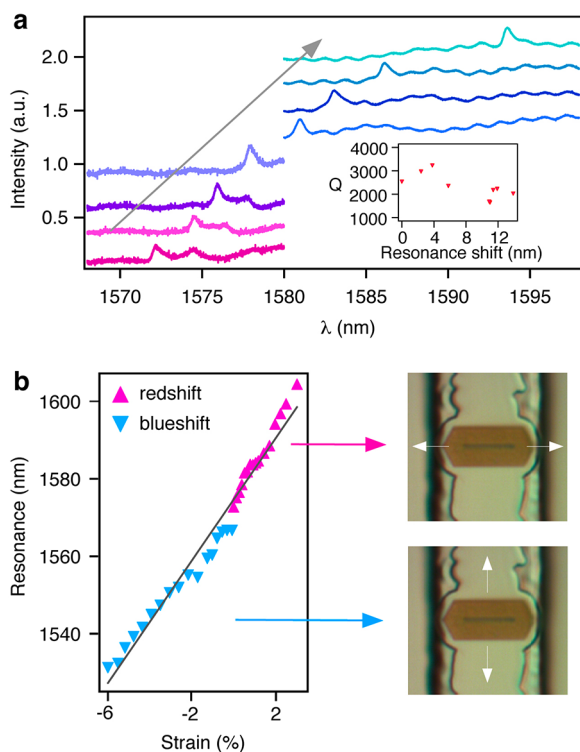 a
Intensity (a.u.)
2.0
1.5
1.0
0.5
1570
1575
1580
1585
1590
1595
λ (nm)
Q
4000
3000
2000
1000
0
4
8
12
Resonance shift (nm)
b
redshift
blueshift
Resonance (nm)
1600
1580
1560
1540
-6
-2
2
Strain (%)